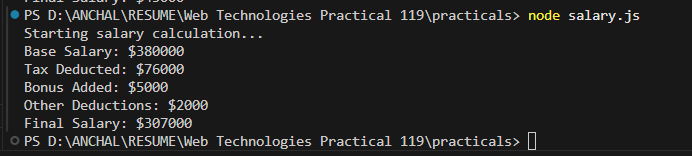 PS D:\ANCHAL\RESUME\Web Technologies Practical 119\practicals> node salary.js
Starting salary calculation...
Base Salary: $380000
Tax Deducted: $76000
Bonus Added: $5000
Other Deductions: $2000
Final Salary: $307000
PS D:\ANCHAL\RESUME\Web Technologies Practical 119\practicals>